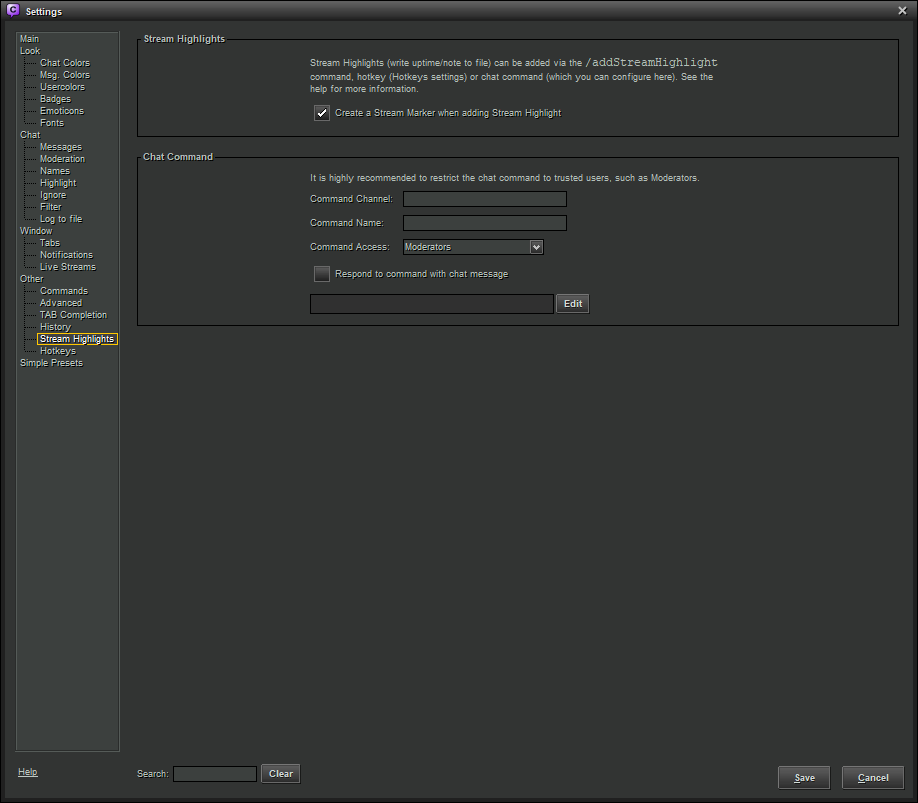 Settings
Main
Look
Chat Colors
Msg. Colors
Usercolors
Badges
Emoticons
Fonts
Chat
Messages
Moderation
Names
Highlight
Ignore
Filter
Log to file
Window
Tabs
Notifications
Live Streams
Other
Commands
Advanced
TAB Completion
History
Stream Highlights
Hotkeys
Simple Presets
Stream Highlights
Stream Highlights (write uptime/note to file) can be added via the /addStreamHighlight
command, hotkey (Hotkeys settings) or chat command (which you can configure here). See the
help for more information.
Create a Stream Marker when adding Stream Highlight
Chat Command
It is highly recommended to restrict the chat command to trusted users, such as Moderators.
Command Channel:
Command Name:
Command Access: Moderators
Respond to command with chat message
Edit
Help
Search: Clear
Save Cancel